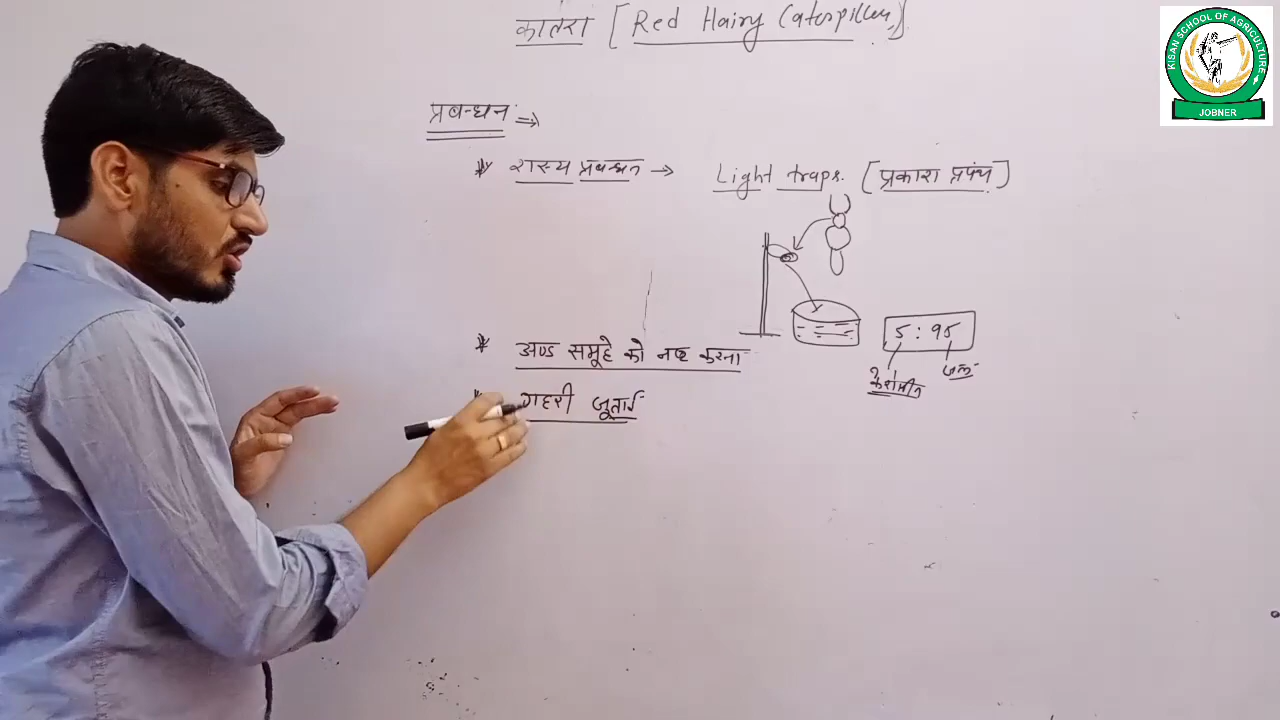 कातरा [Red Hairy Caterpiller]
KISAN SCHOOL OF AGRICULTURE
JOBNER
प्रबन्धन ⇒
* शस्य प्रबन्धन → Light traps. [प्रकाश प्रपंच]
5 : 95
केरोसीन जल
* अण्ड समूहे को नष्ट करना
* गहरी जूताई